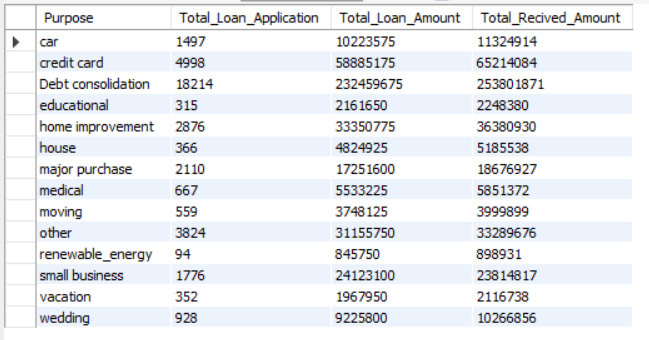 Purpose Total_Loan_Application Total_Loan_Amount Total_Recived_Amount
car 1497 10223575 11324914
credit card 4998 58885175 65214084
Debt consolidation 18214 232459675 253801871
educational 315 2161650 2248380
home improvement 2876 33350775 36380930
house 366 4824925 5185538
major purchase 2110 17251600 18676927
medical 667 5533225 5851372
moving 559 3748125 3999899
other 3824 31155750 33289676
renewable_energy 94 845750 898931
small business 1776 24123100 23814817
vacation 352 1967950 2116738
wedding 928 9225800 10266856